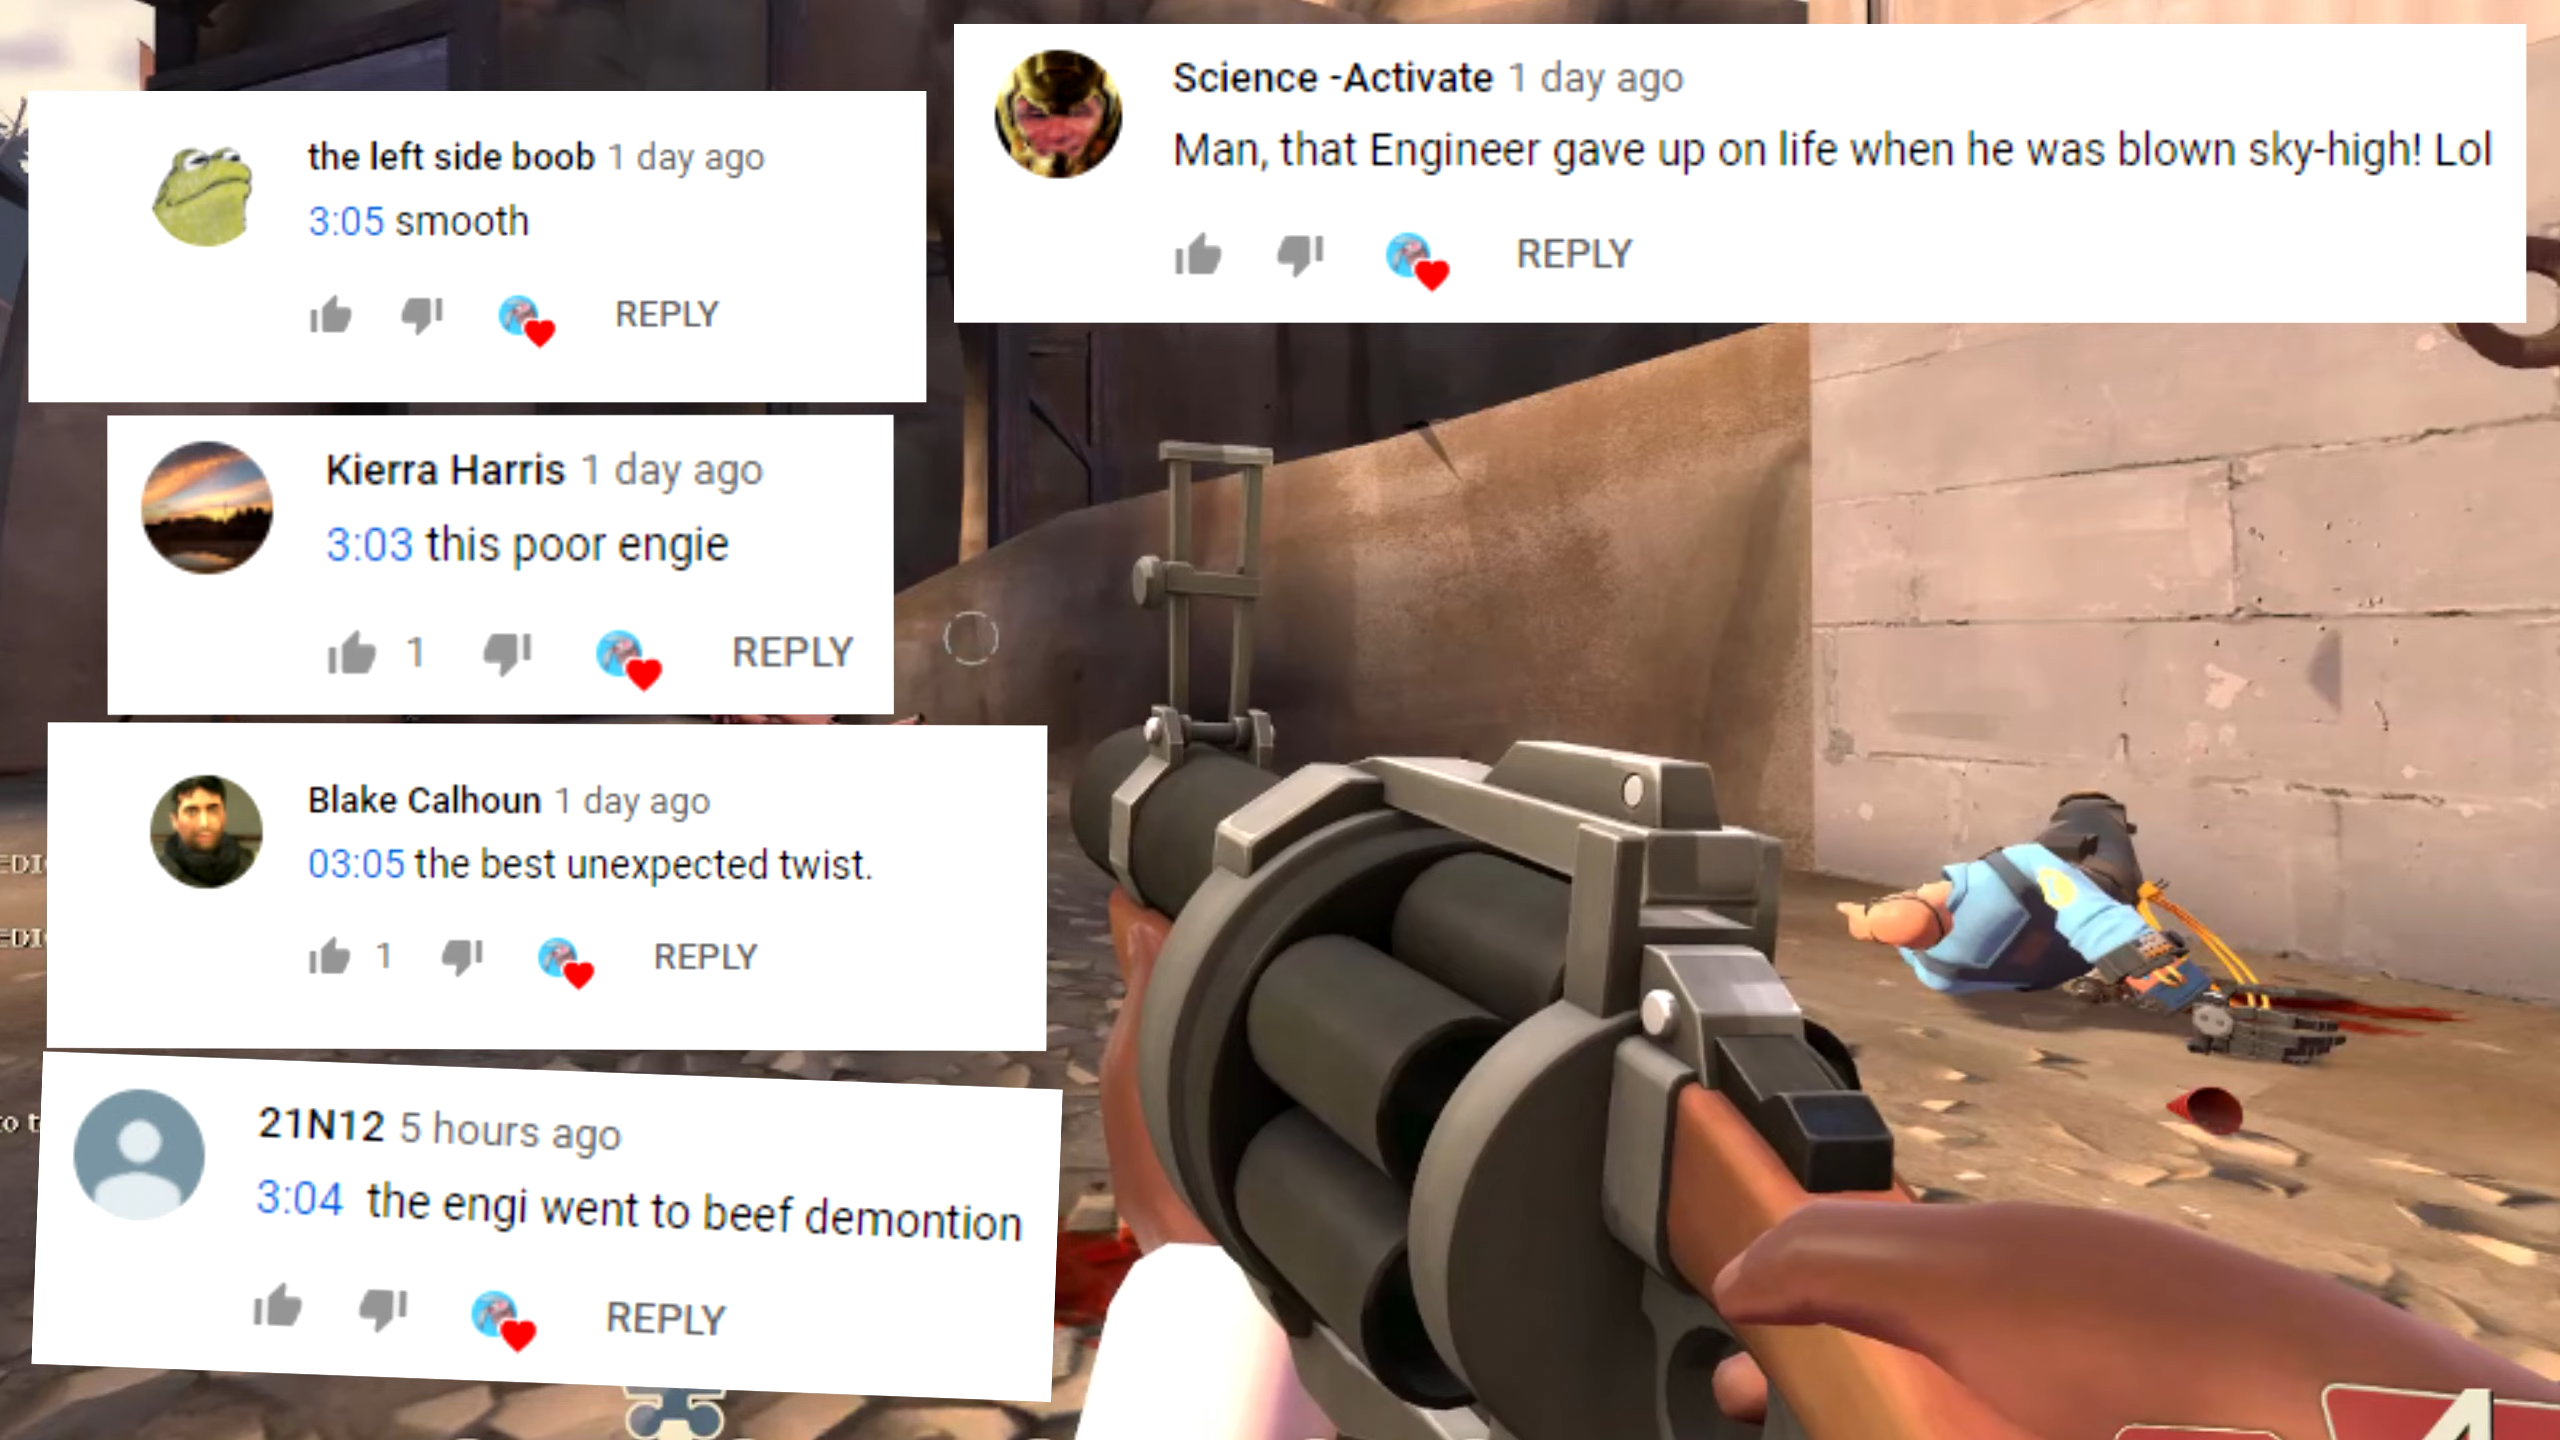 the left side boob 1 day ago
3:05 smooth
REPLY
Science -Activate 1 day ago
Man, that Engineer gave up on life when he was blown sky-high! Lol
REPLY
Kierra Harris 1 day ago
3:03 this poor engie
1 REPLY
Blake Calhoun 1 day ago
03:05 the best unexpected twist.
1 REPLY
21N12 5 hours ago
3:04 the engi went to beef demontion
REPLY